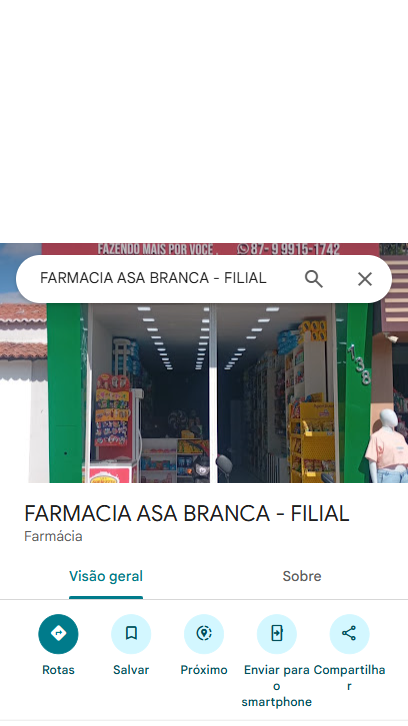 FAZENDO MAIS POR VOCÊ. 87- 9 9915-1742
FARMACIA ASA BRANCA - FILIAL
138
FARMACIA ASA BRANCA - FILIAL
Farmácia
Visão geral
Sobre
Rotas
Salvar
Próximo
Enviar para
o
smartphone
Compartilha
r